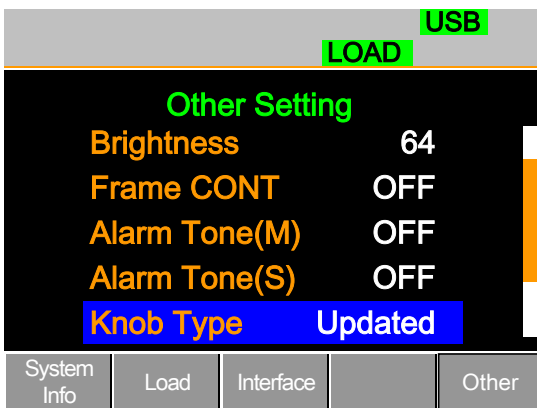 USB
LOAD
Other Setting
Brightness 64
Frame CONT OFF
Alarm Tone(M) OFF
Alarm Tone(S) OFF
Knob Type Updated
System
Info
Load
Interface
Other